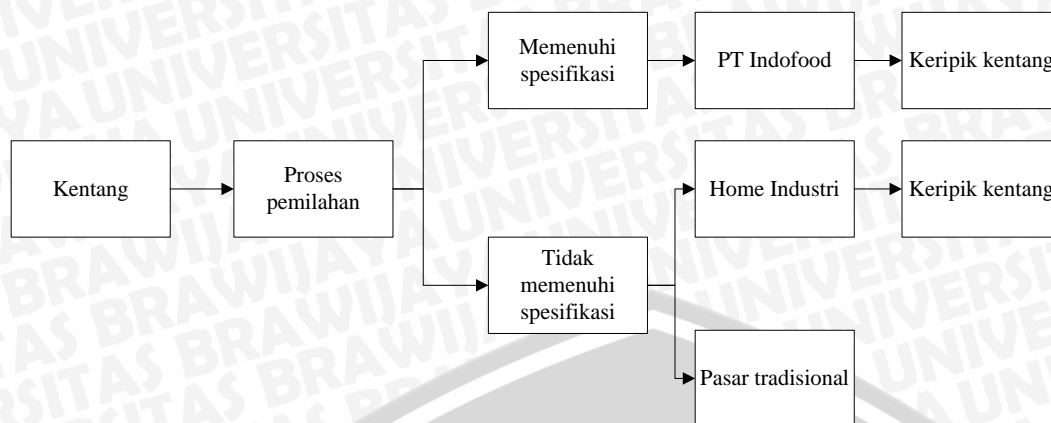 Memenuhi
spesifikasi
PT Indofood
Keripik kentang
Kentang
Proses
pemilahan
Home Industri
Keripik kentang
Tidak
memenuhi
spesifikasi
Pasar tradisional